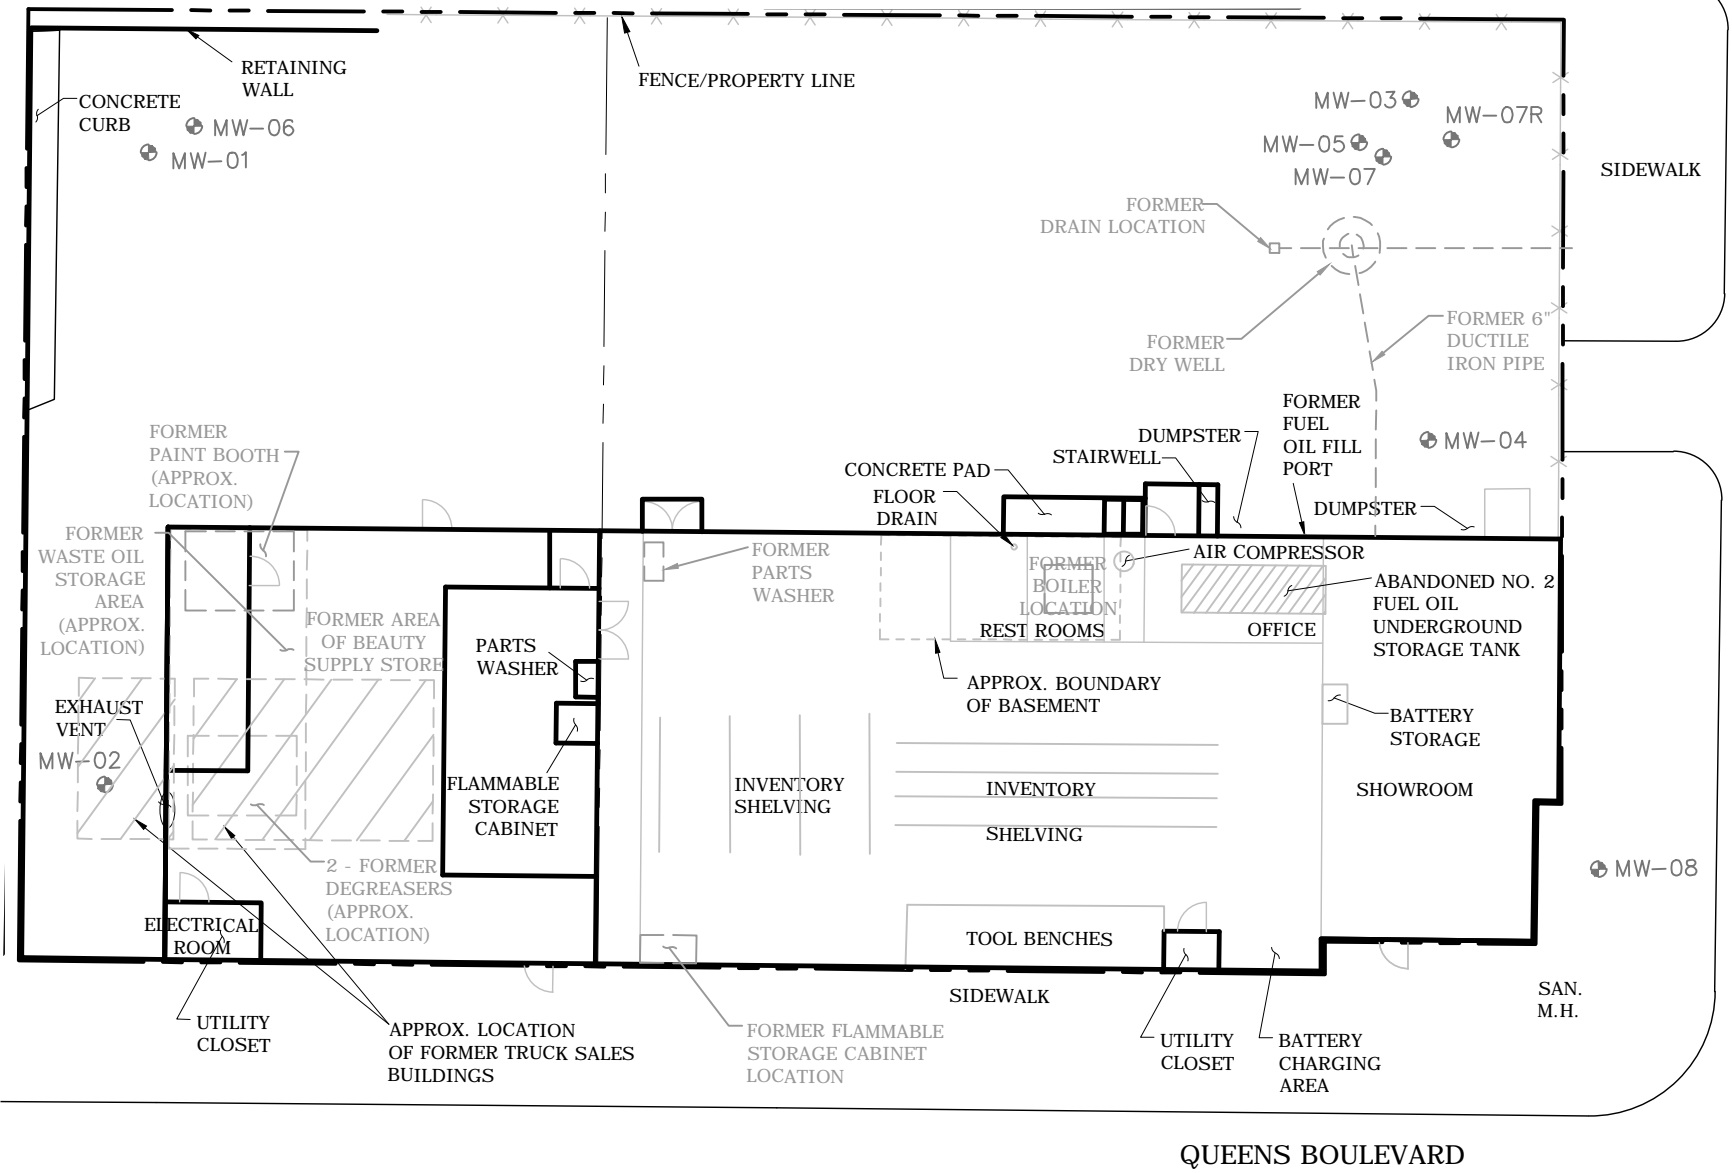 RETAINING
WALL
CONCRETE
CURB
MW-06
MW-01
FENCE/PROPERTY LINE
MW-03
MW-07R
MW-05
MW-07
SIDEWALK
FORMER
DRAIN LOCATION
FORMER
DRY WELL
FORMER 6"
DUCTILE
IRON PIPE
FORMER
PAINT BOOTH
(APPROX.
LOCATION)
FORMER
FUEL
OIL FILL
PORT
MW-04
DUMPSTER
STAIRWELL
CONCRETE PAD
FLOOR
DRAIN
DUMPSTER
FORMER
WASTE OIL
STORAGE
AREA
(APPROX.
LOCATION)
FORMER
PARTS
WASHER
FORMER
BOILER
LOCATION
REST ROOMS
AIR COMPRESSOR
ABANDONED NO. 2
FUEL OIL
UNDERGROUND
STORAGE TANK
OFFICE
FORMER AREA
OF BEAUTY
SUPPLY STORE
PARTS
WASHER
APPROX. BOUNDARY
OF BASEMENT
EXHAUST
VENT
MW-02
BATTERY
STORAGE
FLAMMABLE
STORAGE
CABINET
INVENTORY
SHELVING
INVENTORY
SHELVING
SHOWROOM
2 - FORMER
DEGREASERS
(APPROX.
LOCATION)
MW-08
ELECTRICAL
ROOM
TOOL BENCHES
SIDEWALK
SAN.
M.H.
UTILITY
CLOSET
APPROX. LOCATION
OF FORMER TRUCK SALES
BUILDINGS
FORMER FLAMMABLE
STORAGE CABINET
LOCATION
UTILITY
CLOSET
BATTERY
CHARGING
AREA
QUEENS BOULEVARD